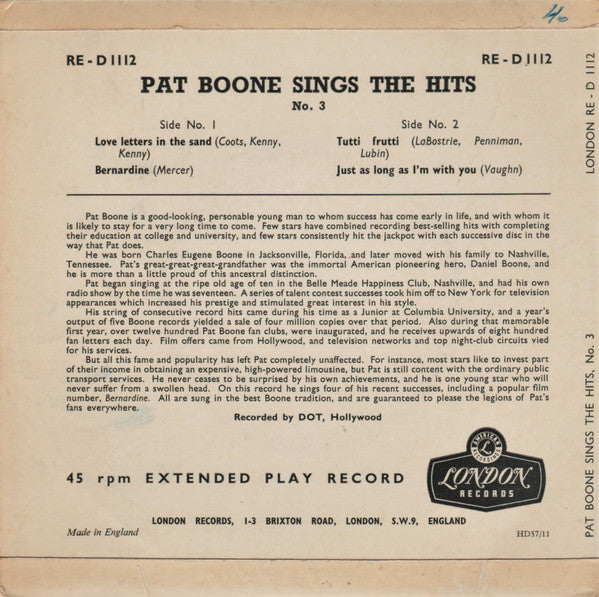 4.
RE - D 1112
RE - D 1112
PAT BOONE SINGS THE HITS
No. 3
Side No. 1
Love letters in the sand (Coots, Kenny,
Kenny)
Bernardine (Mercer)
Side No. 2
Tutti frutti (LaBostrie, Penniman,
Lubin)
Just as long as I'm with you (Vaughn)
Pat Boone is a good-looking, personable young man to whom success has come early in life, and with whom it
is likely to stay for a very long time to come. Few stars have combined recording best-selling hits with completing
their education at college and university, and few stars consistently hit the jackpot with each successive disc in the
way that Pat does.
He was born Charles Eugene Boone in Jacksonville, Florida, and later moved with his family to Nashville,
Tennessee. Pat's great-great-great-grandfather was the immortal American pioneering hero, Daniel Boone, and
he is more than a little proud of this ancestral distinction.
Pat began singing at the ripe old age of ten in the Belle Meade Happiness Club, Nashville, and had his own
radio show by the time he was seventeen. A series of talent contest successes took him off to New York for television
appearances which increased his prestige and stimulated great interest in his style.
His string of consecutive record hits came during his time as a Junior at Columbia University, and a year's
output of five Boone records yielded a sale of four million copies over that period. Also during that memorable
first year, over twelve hundred Pat Boone fan clubs, were inaugurated, and he receives upwards of eight hundred
fan letters each day. Film offers came from Hollywood, and television networks and top night-club circuits vied
for his services.
But all this fame and popularity has left Pat completely unaffected. For instance, most stars like to invest part
of their income in obtaining an expensive, high-powered limousine, but Pat is still content with the ordinary public
transport services. He never ceases to be surprised by his own achievements, and he is one young star who will
never suffer from a swollen head. On this record he sings four of his recent successes, including a popular film
number, Bernardine. All are sung in the best Boone tradition, and are guaranteed to please the legions of Pat's
fans everywhere.
Recorded by DOT, Hollywood
45 rpm EXTENDED PLAY RECORD
AMERICAN
L
RECORDINGS
LONDON
RECORDS
LONDON RECORDS, 1-3 BRIXTON ROAD, LONDON, S.W.9, ENGLAND
Made in England
HD57/11
LONDON RE - D 1112
PAT BOONE SINGS THE HITS, No. 3